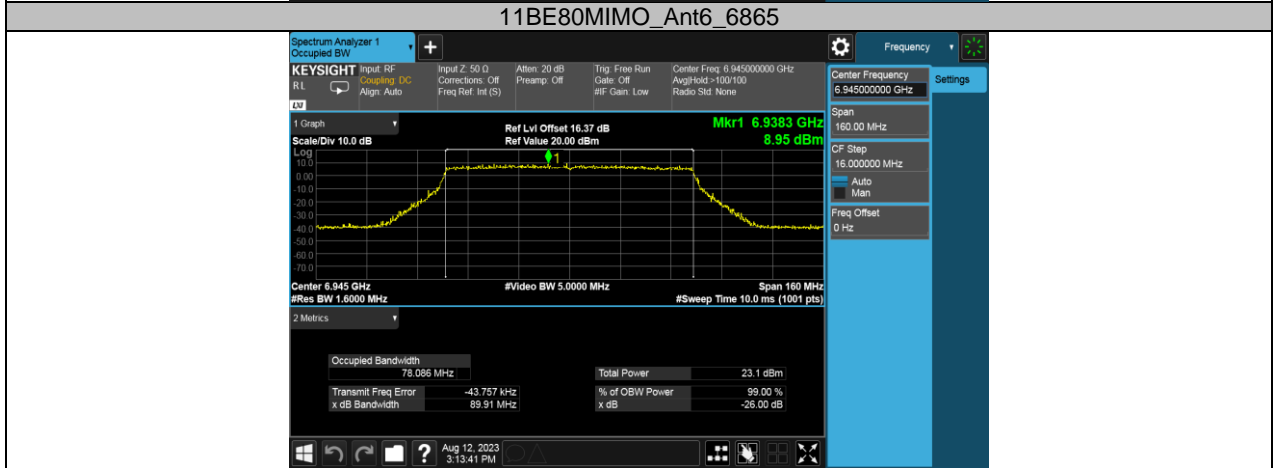 11BE80MIMO_Ant6_6865
Spectrum Analyzer 1
Occupied BW
Frequency
KEYSIGHT
RL
LXI
Input: RF
Coupling: DC
Align: Auto
Input Z: 50 Ω
Corrections: Off
Freq Ref: Int (S)
Atten: 20 dB
Preamp: Off
Trig: Free Run
Gate: Off
#IF Gain: Low
Center Freq: 6.945000000 GHz
Avg|Hold:>100/100
Radio Std: None
Center Frequency
6.945000000 GHz
Settings
Span
160.00 MHz
CF Step
16.000000 MHz
Auto
Man
Freq Offset
0 Hz
1 Graph
Scale/Div 10.0 dB
Ref Lvl Offset 16.37 dB
Ref Value 20.00 dBm
Mkr1 6.9383 GHz
8.95 dBm
Log
1
10.0
0.00
-10.0
-20.0
-30.0
-40.0
-50.0
-60.0
-70.0
Center 6.945 GHz
#Video BW 5.0000 MHz
Span 160 MHz
#Res BW 1.6000 MHz
#Sweep Time 10.0 ms (1001 pts)
2 Metrics
Occupied Bandwidth
78.086 MHz
Total Power 23.1 dBm
Transmit Freq Error -43.757 kHz
% of OBW Power 99.00 %
x dB Bandwidth 89.91 MHz
x dB -26.00 dB
?
Aug 12, 2023
3:13:41 PM